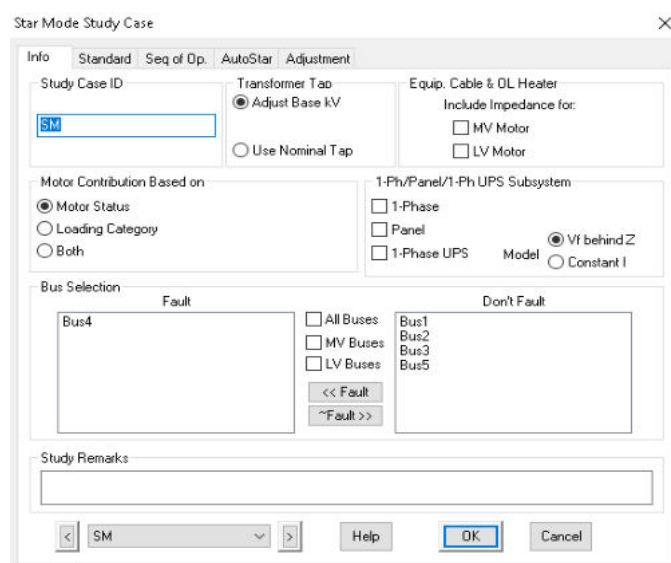 Star Mode Study Case
Info Standard Seq of Op. AutoStar Adjustment
Study Case ID
SM
Transformer Tap
Adjust Base kV
Use Nominal Tap
Equip. Cable & OL Heater
Include Impedance for:
MV Motor
LV Motor
Motor Contribution Based on
Motor Status
Loading Category
Both
1-Ph/Panel/1-Ph UPS Subsystem
1-Phase
Panel
1-Phase UPS
Model
Vf behind Z
Constant I
Bus Selection
Fault
Bus4
All Buses
MV Buses
LV Buses
<< Fault
~Fault >>
Don't Fault
Bus1
Bus2
Bus3
Bus5
Study Remarks
< SM > Help OK Cancel